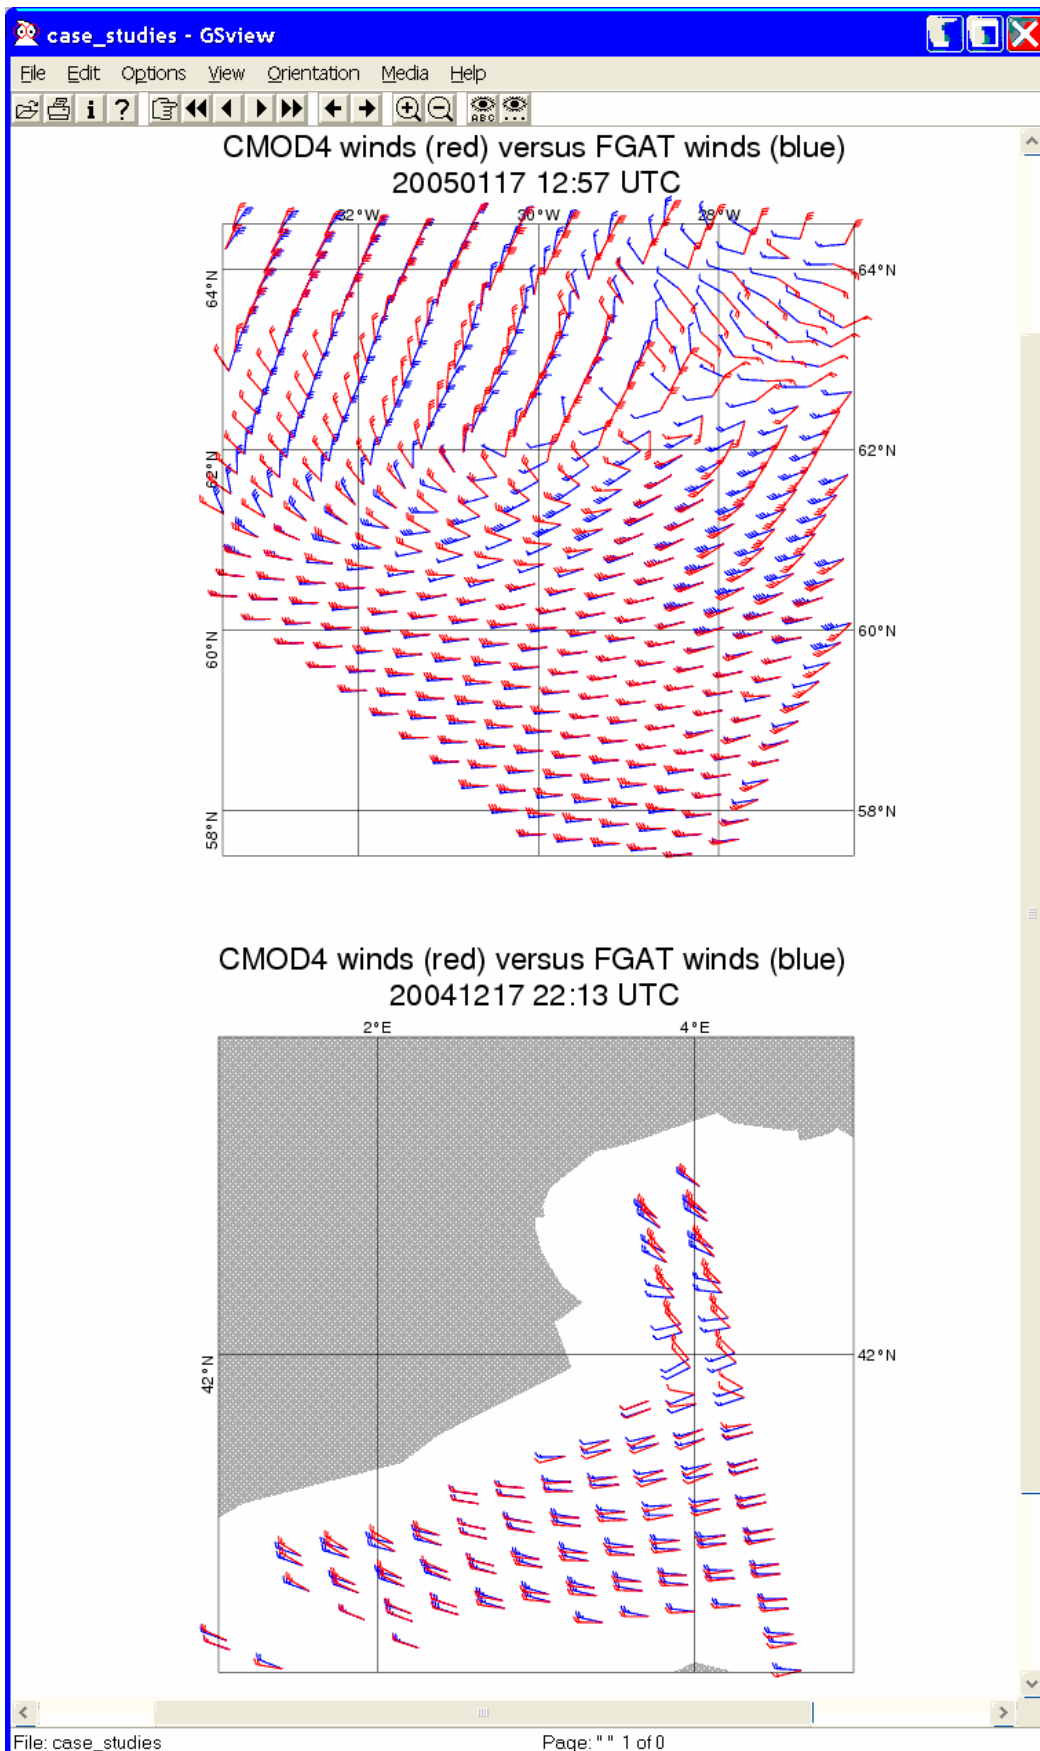 case_studies - GSview
File Edit Options View Orientation Media Help
i ?
ABC
CMOD4 winds (red) versus FGAT winds (blue)
20050117 12:57 UTC
32°W 30°W 28°W
64°N 64°N
62°N 62°N
60°N 60°N
58°N 58°N
CMOD4 winds (red) versus FGAT winds (blue)
20041217 22:13 UTC
2°E 4°E
42°N 42°N
File: case_studies Page: " " 1 of 0